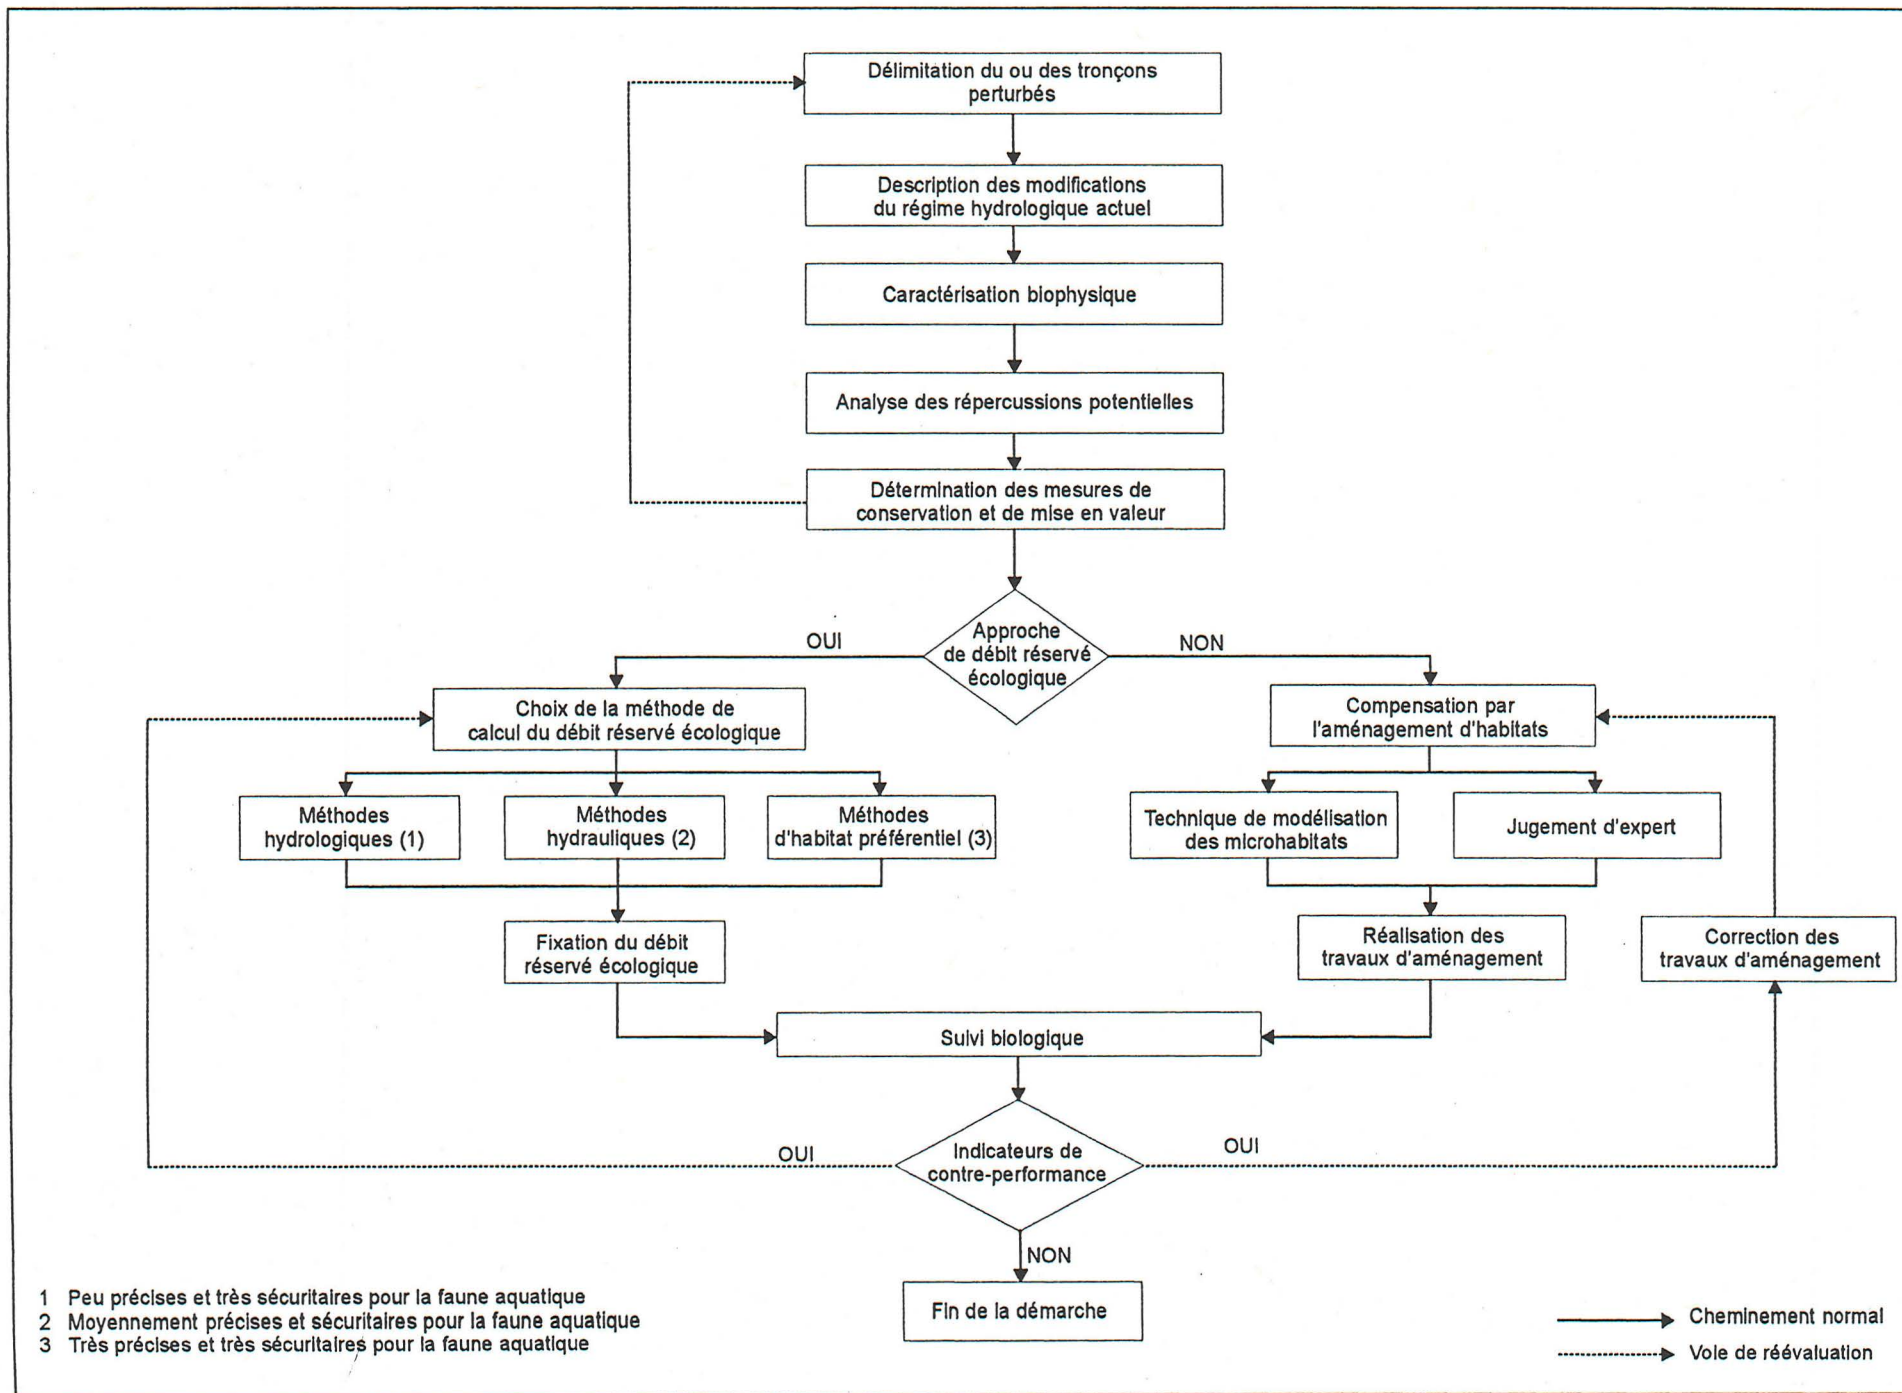 Délimitation du ou des tronçons
perturbés
Description des modifications
du régime hydrologique actuel
Caractérisation biophysique
Analyse des répercussions potentielles
Détermination des mesures de
conservation et de mise en valeur
Approche
de débit réservé
écologique
OUI
NON
Choix de la méthode de
calcul du débit réservé écologique
Compensation par
l'aménagement d'habitats
Méthodes
hydrologiques (1)
Méthodes
hydrauliques (2)
Méthodes
d'habitat préférentiel (3)
Technique de modélisation
des microhabitats
Jugement d'expert
Fixation du débit
réservé écologique
Réalisation des
travaux d'aménagement
Correction des
travaux d'aménagement
Suivi biologique
Indicateurs de
contre-performance
OUI
OUI
NON
Fin de la démarche
1 Peu précises et très sécuritaires pour la faune aquatique
2 Moyennement précises et sécuritaires pour la faune aquatique
3 Très précises et très sécuritaires pour la faune aquatique
Cheminement normal
Voie de réévaluation